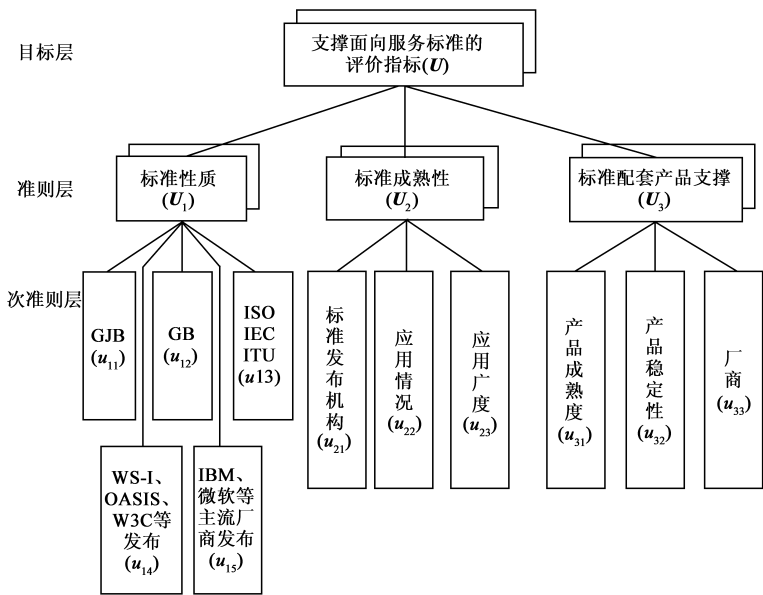 目标层
支撑面向服务标准的
评价指标(U)
准则层
标准性质
(U1)
标准成熟性
(U2)
标准配套产品支撑
(U3)
次准则层
GJB
(u11)
GB
(u12)
ISO
IEC
ITU
(u13)
标准发布机构
(u21)
应用情况
(u22)
应用广度
(u23)
产品成熟度
(u31)
产品稳定性
(u32)
厂商
(u33)
WS-I、
OASIS、
W3C等
发布
(u14)
IBM、
微软等
主流厂
商发布
(u15)